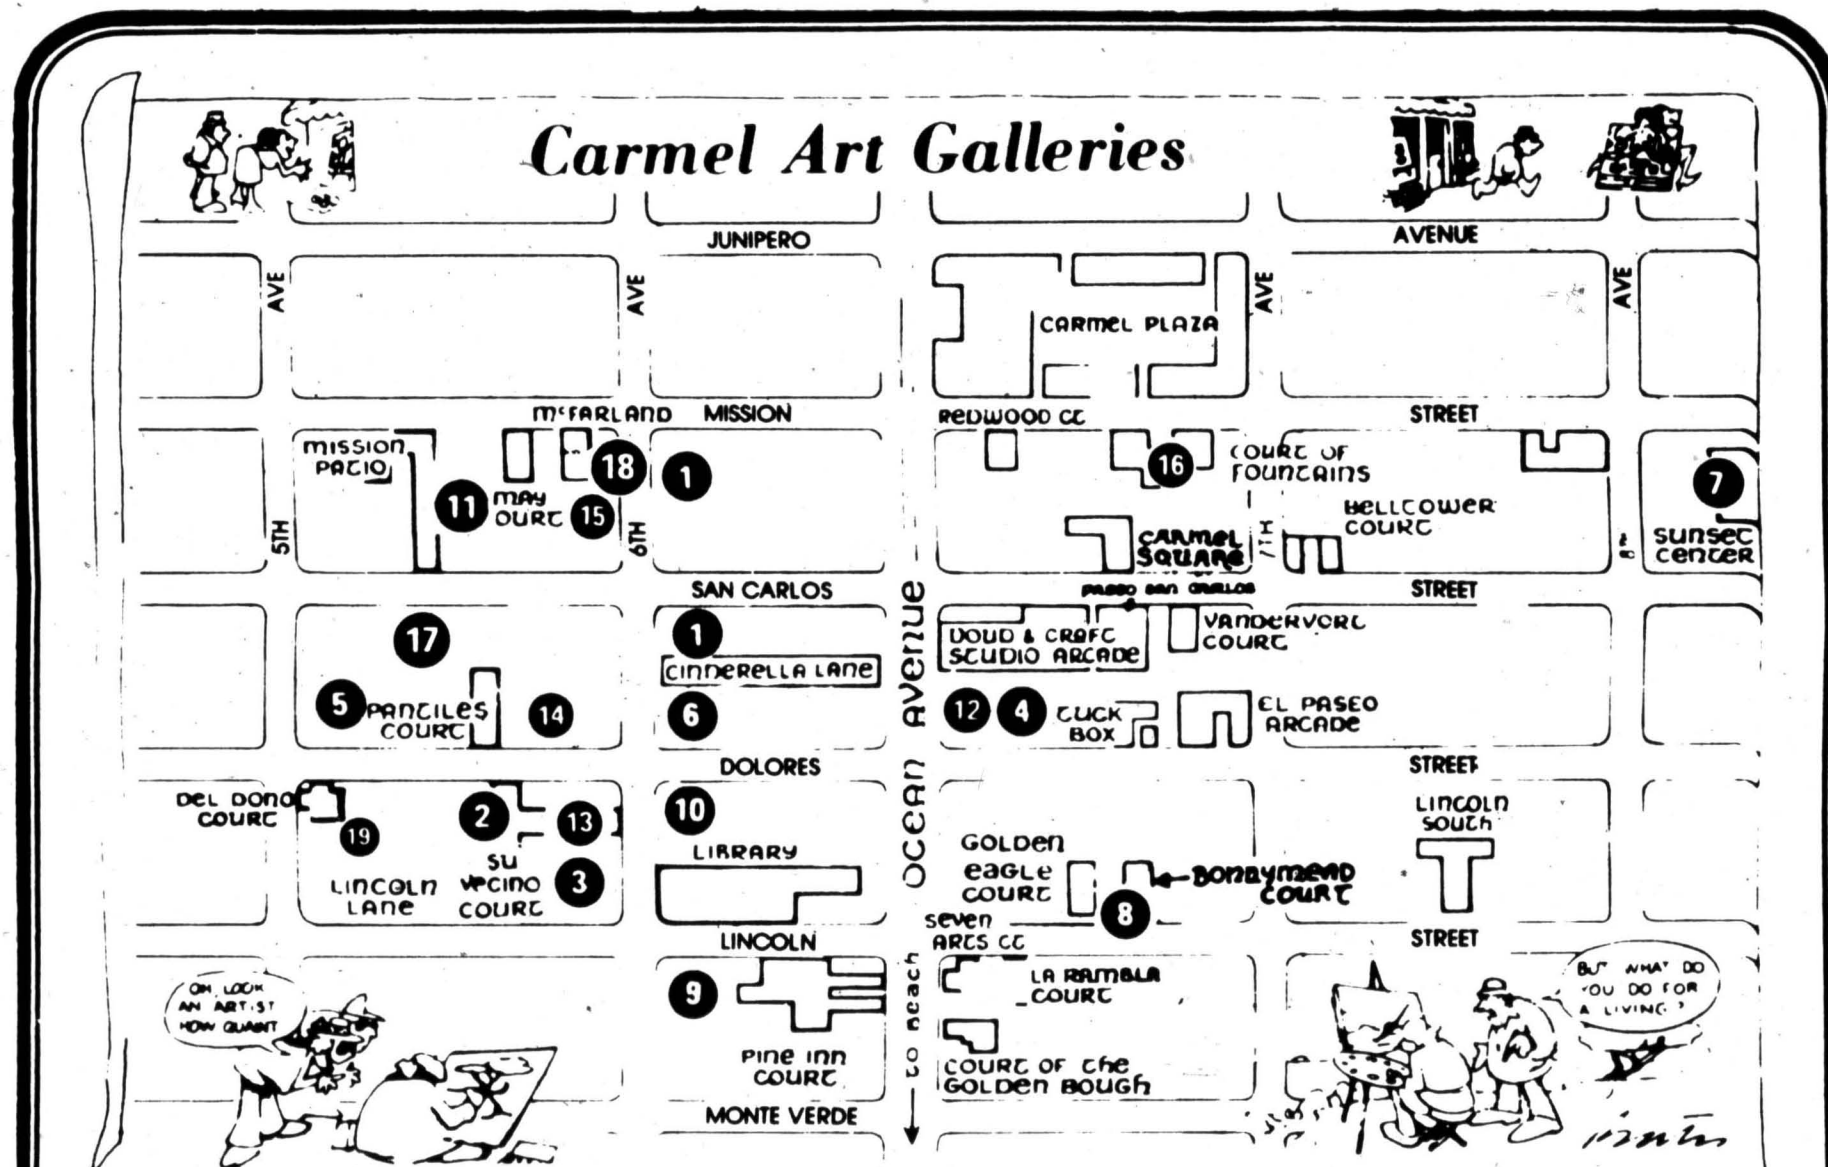 Carmel Art Galleries
JUNIPERO AVENUE
AVE AVE AVE AVE
CARMEL PLAZA
McFARLAND MISSION REDWOOD CT STREET
MISSION
PATIO
18
1
16
COURT OF
FOUNTAINS
7
11
MAY
OURT
15
BELLTOWER
COURT
5TH
6TH
7TH
8TH
CARMEL
SQUARE
SUNSET
CENTER
SAN CARLOS PASEO SAN CARLOS STREET
17
1
DOUD & CRAFT
STUDIO ARCADE
VANDERVORT
COURT
CINDERELLA LANE
5
PANTILES
COURT
14
6
12
4
TUCK
BOX
EL PASEO
ARCADE
OCEAN AVENUE
DOLORES STREET
DEL DONO
COURT
19
2
13
10
LINCOLN
SOUTH
LIBRARY
GOLDEN
EAGLE
COURT
BONNYMEAD
COURT
LINCOLN
LANE
SU
VECINO
COURT
3
8
SEVEN
ARTS CT
LINCOLN STREET
OH, LOOK
AN ARTIST
HOW QUAINT
9
LA RAMBLA
COURT
BUT WHAT DO
YOU DO FOR
A LIVING?
PINE INN
COURT
TO BEACH
COURT OF THE
GOLDEN BOUGH
MONTE VERDE